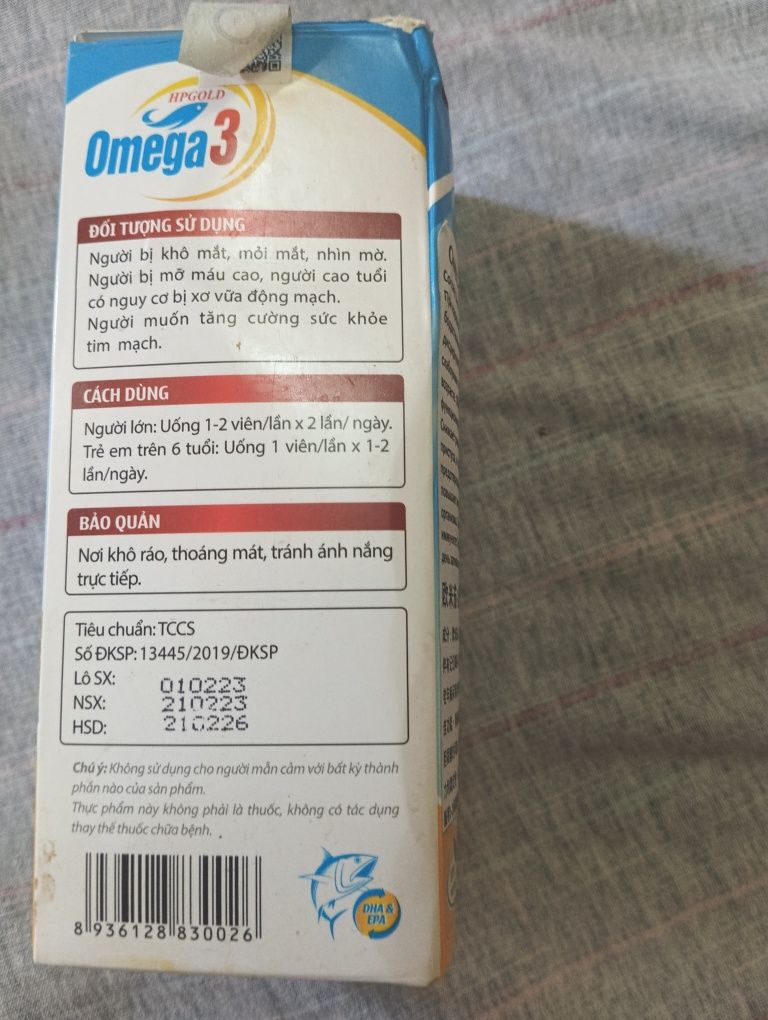 HPGOLD
Omega 3
ĐỐI TƯỢNG SỬ DỤNG
Người bị khô mắt, mỏi mắt, nhìn mờ.
Người bị mỡ máu cao, người cao tuổi
có nguy cơ bị xơ vữa động mạch.
Người muốn tăng cường sức khỏe
tim mạch.
CÁCH DÙNG
Người lớn: Uống 1-2 viên/lần x 2 lần/ ngày.
Trẻ em trên 6 tuổi: Uống 1 viên/lần x 1-2
lần/ngày.
BẢO QUẢN
Nơi khô ráo, thoáng mát, tránh ánh nắng
trực tiếp.
Tiêu chuẩn: TCCS
Số ĐKSP: 13445/2019/ĐKSP
Lô SX: 010223
NSX: 210223
HSD: 210226
Chú ý: Không sử dụng cho người mẫn cảm với bất kỳ thành
phần nào của sản phẩm.
Thực phẩm này không phải là thuốc, không có tác dụng
thay thế thuốc chữa bệnh.
8 936128 830026
DHA &
EPA